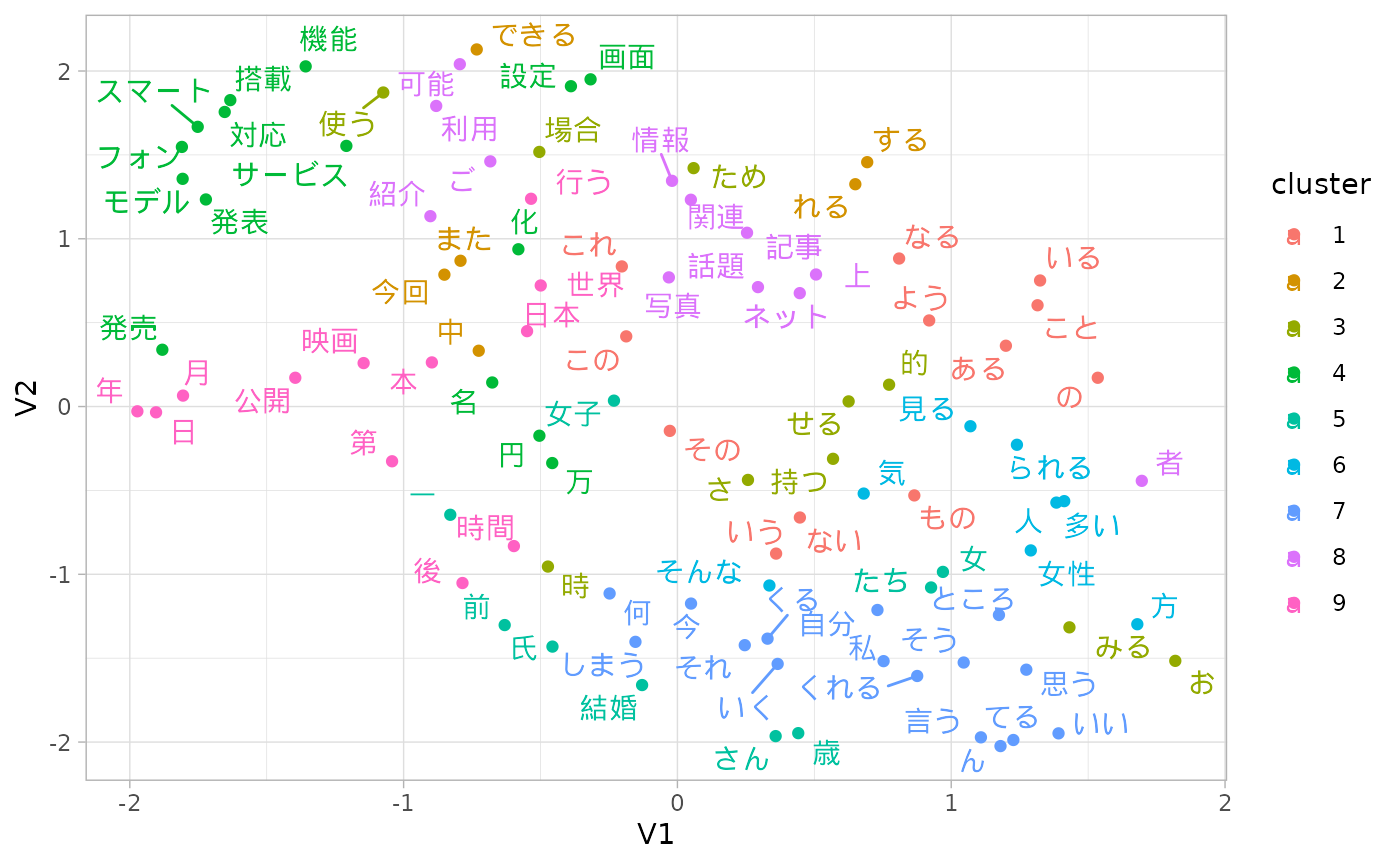 できる
機能
画面
可能
設定
搭載
スマート
使う
利用
場合
対応
情報
する
フォン
サービス
ため
ご
行う
モデル
紹介
れる
発表
関連
化
また
これ
記事
なる
いる
今回
世界
話題
上
写真
よう
日本
ネット
こと
発売
中
映画
この
的
月
ある
年
本
の
公開
名
女子
見る
せる
日
第
その
円
られる
者
万
さ
持つ
気
一
時間
いう
ない
もの
人
多い
後
時
そんな
たち
女
女性
前
何
今
くる
自分
ところ
方
氏
しまう
それ
私
そう
みる
結婚
いく
くれる
思う
お
さん
歳
言う
てる
いい
ん
2
1
0
-1
-2
-2
-1
0
1
2
V1
V2
cluster
a 1
a 2
a 3
a 4
a 5
a 6
a 7
a 8
a 9